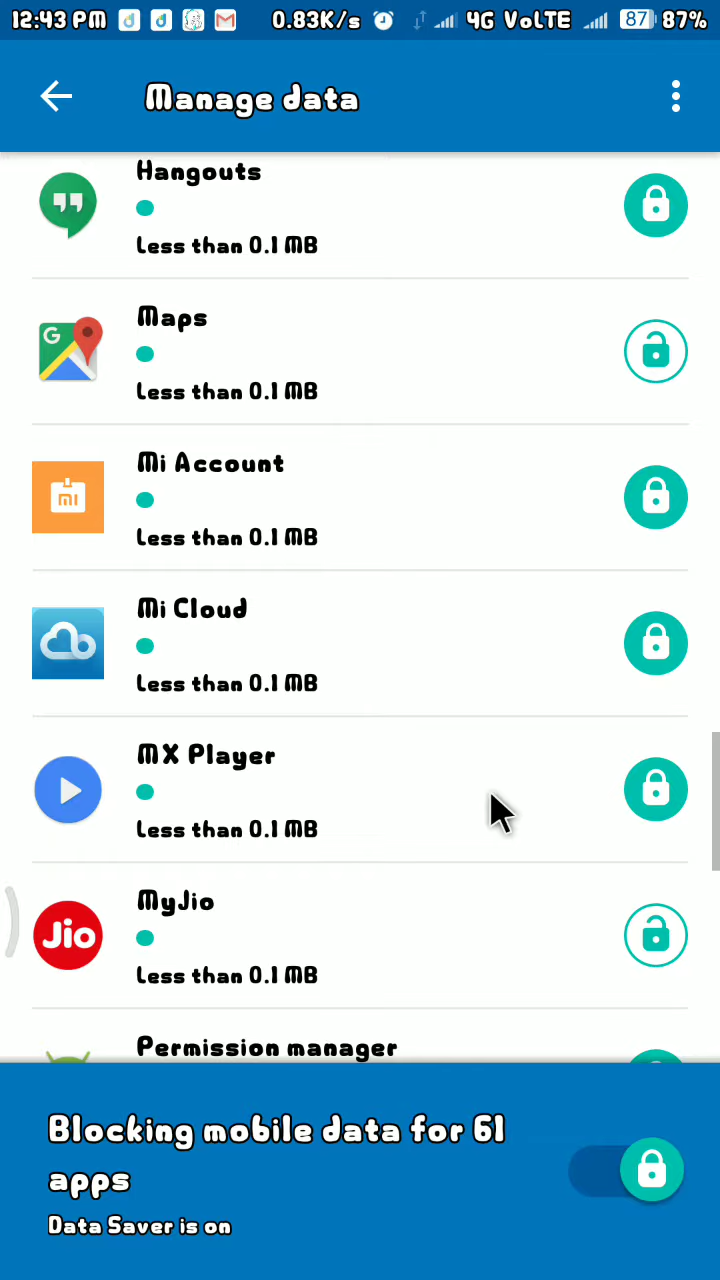 12:43 PM 0.83K/s 4G VoLTE 87 87%
Manage data
Hangouts
Less than 0.1 MB
G
Maps
Less than 0.1 MB
mi
Mi Account
Less than 0.1 MB
Mi Cloud
Less than 0.1 MB
MX Player
Less than 0.1 MB
Jio
MyJio
Less than 0.1 MB
Permission manager
Blocking mobile data for 61
apps
Data Saver is on